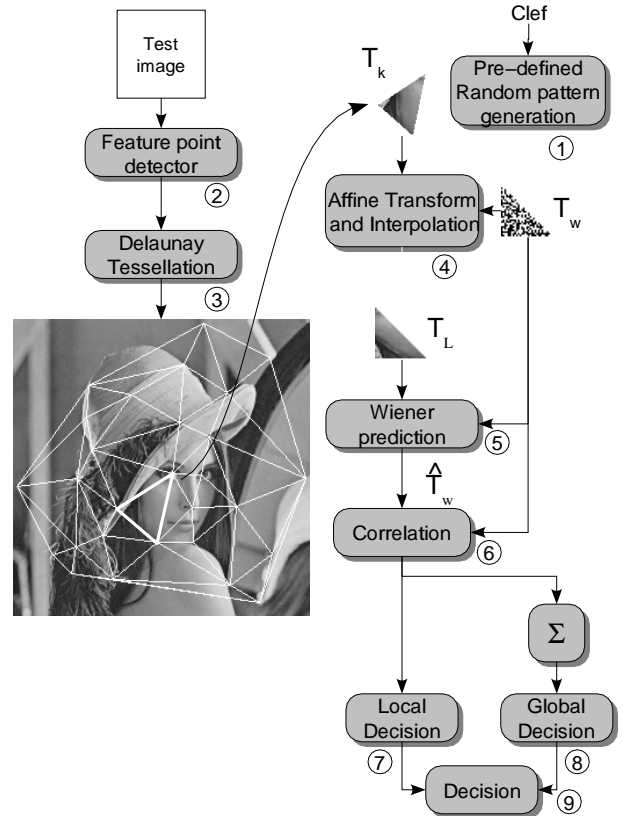 Test
image
Feature point
detector
②
Delaunay
Tessellation
③
Clef
Pre–defined
Random pattern
generation
①
T_k
Affine Transform
and Interpolation
④
T_w
T_L
Wiener
prediction
⑤
T̂_w
Correlation
⑥
Σ
Local
Decision
⑦
Global
Decision
⑧
Decision
⑨